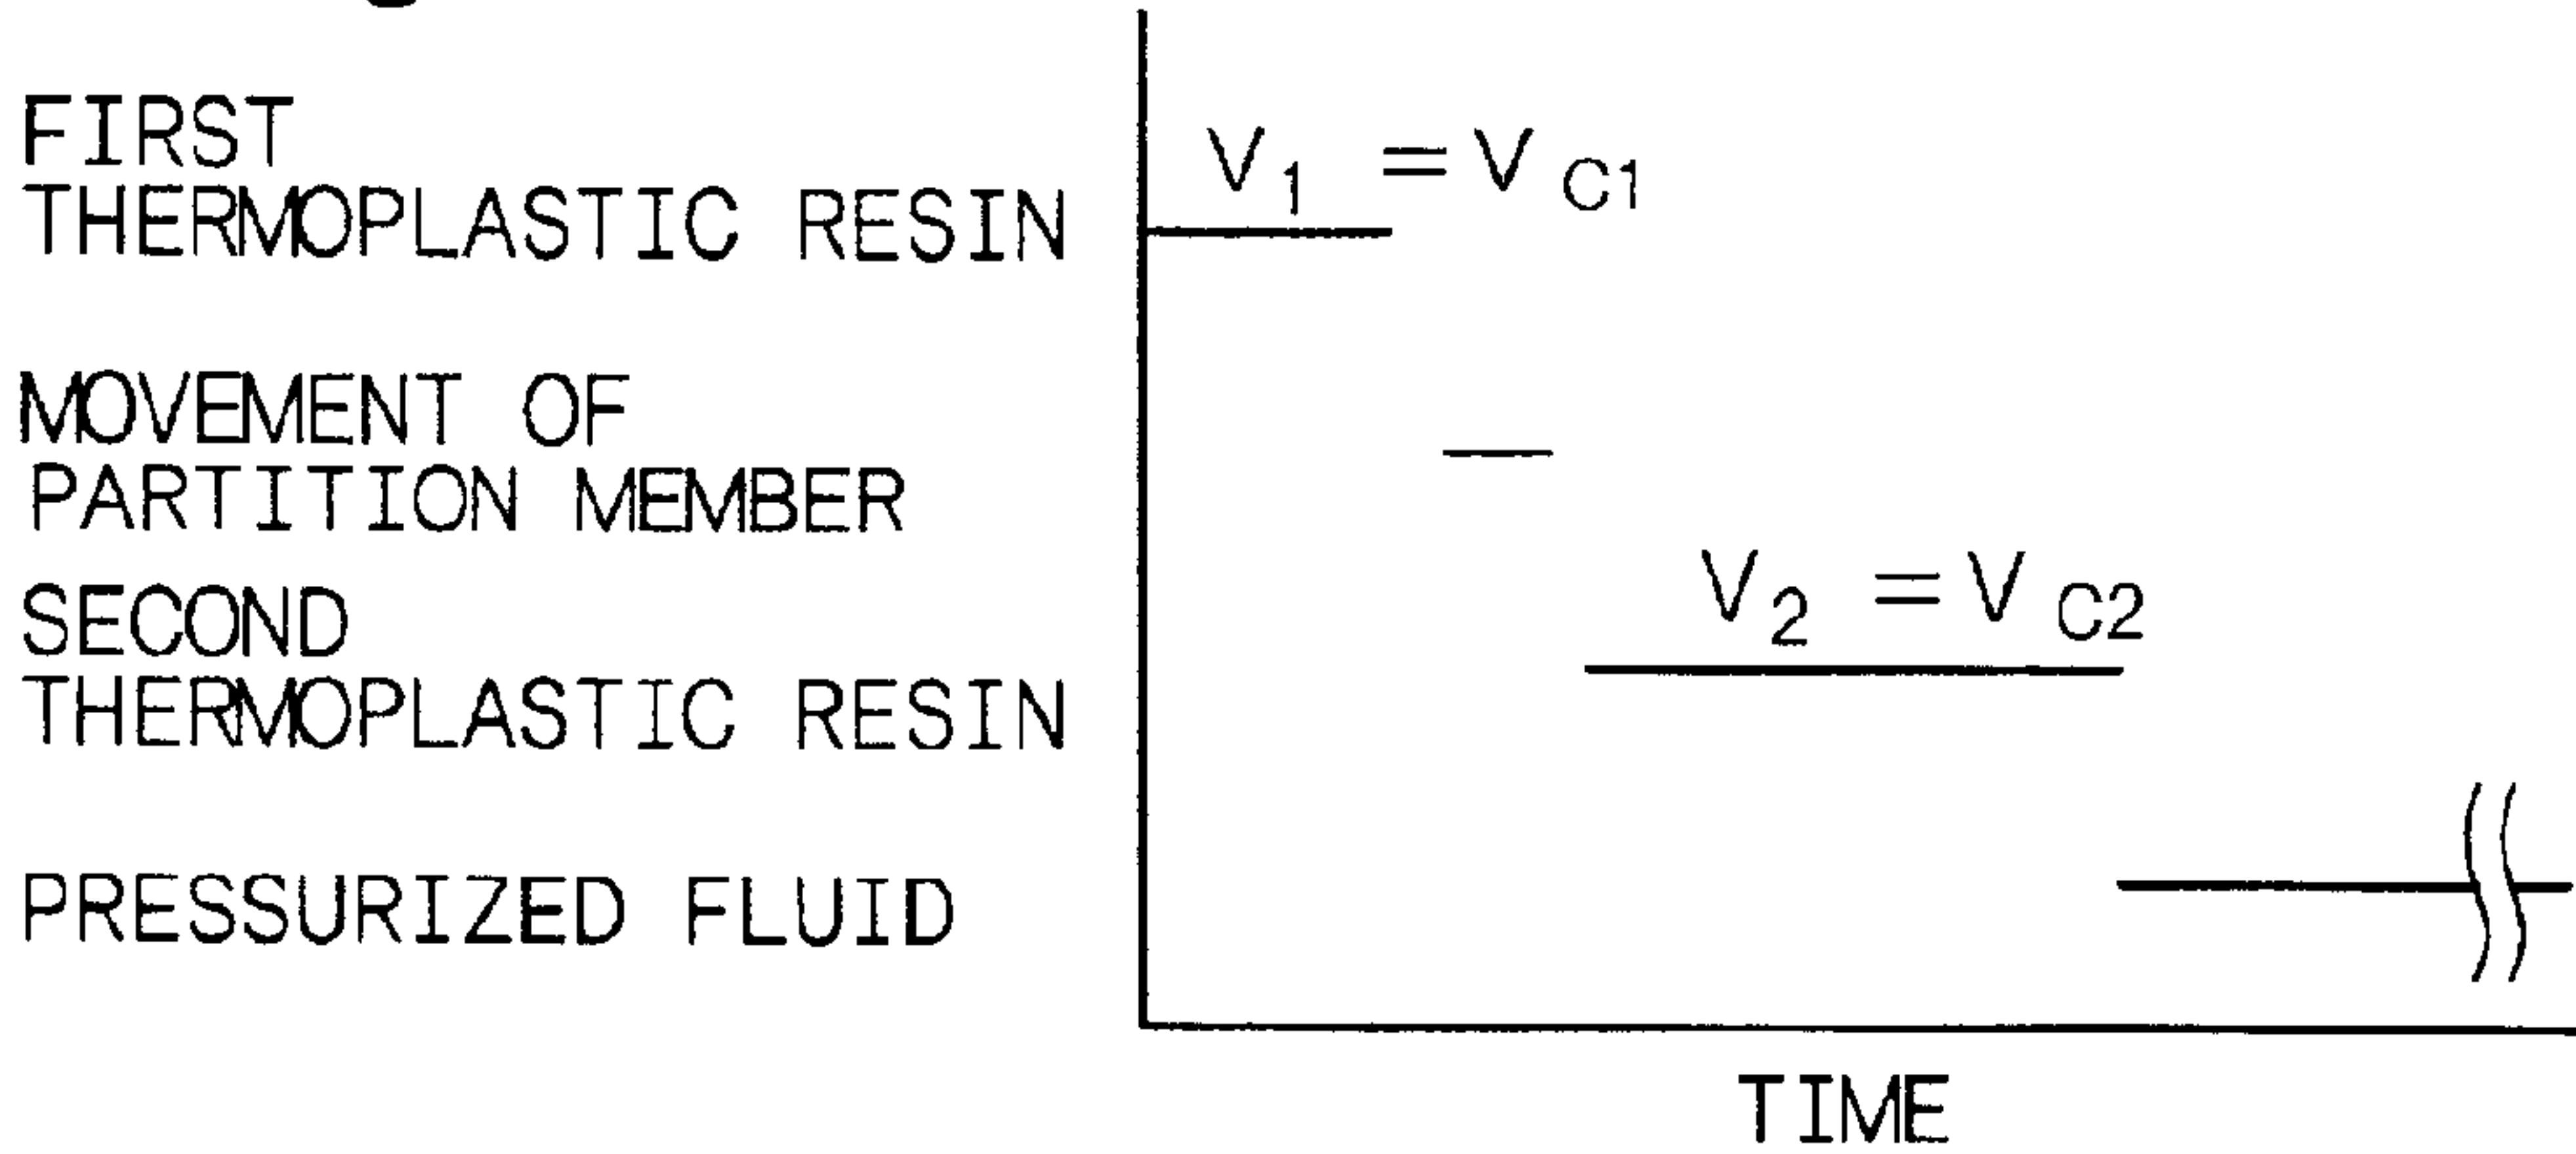 FIRST
THERMOPLASTIC RESIN
V1 = VC1
MOVEMENT OF
PARTITION MEMBER
SECOND
THERMOPLASTIC RESIN
V2 = VC2
PRESSURIZED FLUID
TIME